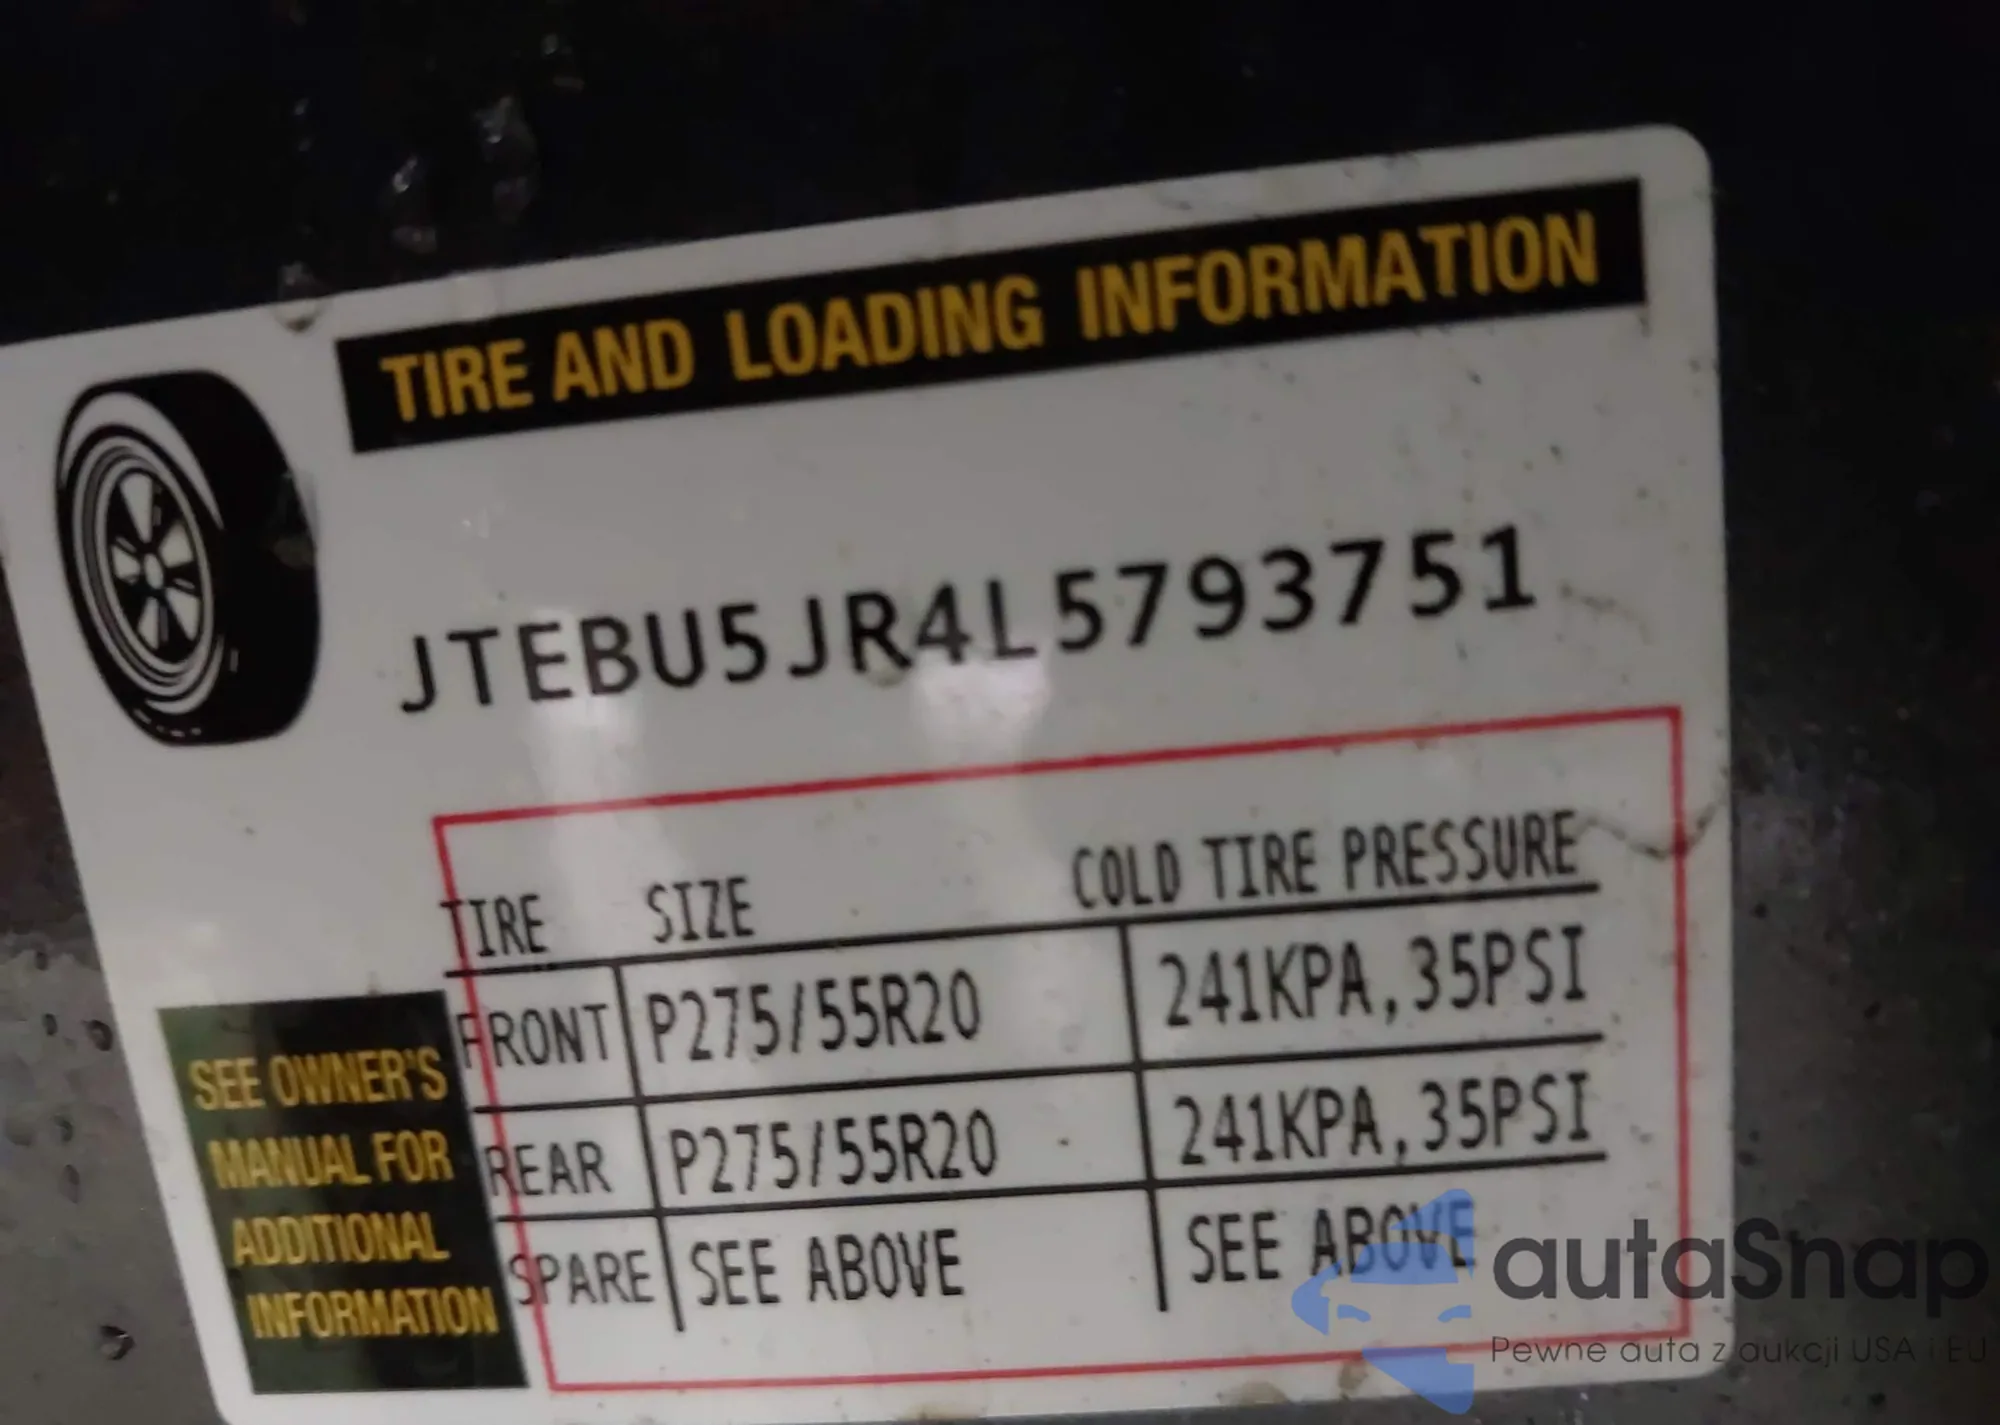 TIRE AND LOADING INFORMATION
JTEBU5JR4L5793751
TIRE SIZE COLD TIRE PRESSURE
FRONT P275/55R20 241KPA,35PSI
REAR P275/55R20 241KPA,35PSI
SPARE SEE ABOVE SEE ABOVE
SEE OWNER'S
MANUAL FOR
ADDITIONAL
INFORMATION
autaSnap
Pewne auta z aukcji USA i EU